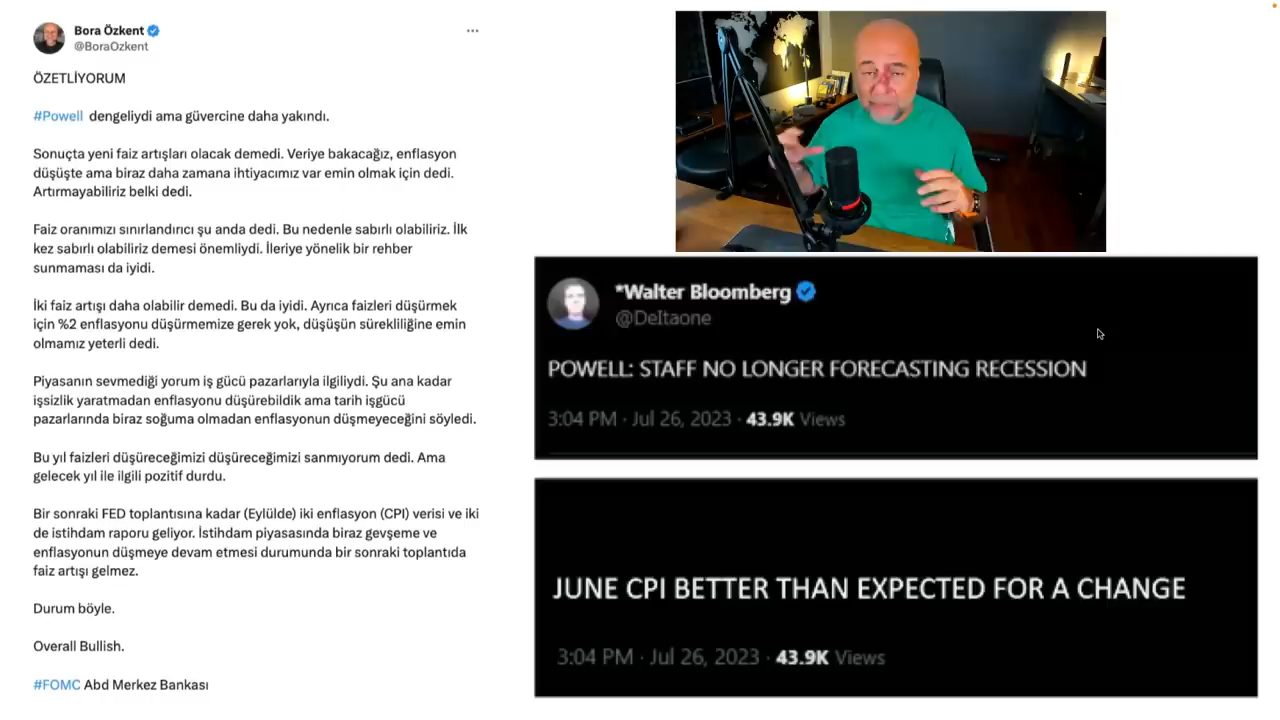 Bora Özkent
@BoraOzkent
ÖZETLİYORUM
#Powell dengeliydi ama güvercine daha yakındı.
Sonuçta yeni faiz artışları olacak demedi. Veriye bakacağız, enflasyon
düşüşte ama biraz daha zamana ihtiyacımız var emin olmak için dedi.
Artırmayabiliriz belki dedi.
Faiz oranımızı sınırlandırıcı şu anda dedi. Bu nedenle sabırlı olabiliriz. İlk
kez sabırlı olabiliriz demesi önemliydi. İleriye yönelik bir rehber
sunmaması da iyidi.
İki faiz artışı daha olabilir demedi. Bu da iyidi. Ayrıca faizleri düşürmek
için %2 enflasyonu düşürmemize gerek yok, düşüşün sürekliliğine emin
olmamız yeterli dedi.
Piyasanın sevmediği yorum iş gücü pazarlarıyla ilgiliydi. Şu ana kadar
işsizlik yaratmadan enflasyonu düşürebildik ama tarih işgücü
pazarlarında biraz soğuma olmadan enflasyonun düşmeyeceğini söyledi.
Bu yıl faizleri düşüreceğimizi düşüreceğimizi sanmıyorum dedi. Ama
gelecek yıl ile ilgili pozitif durdu.
Bir sonraki FED toplantısına kadar (Eylülde) iki enflasyon (CPI) verisi ve iki
de istihdam raporu geliyor. İstihdam piyasasında biraz gevşeme ve
enflasyonun düşmeye devam etmesi durumunda bir sonraki toplantıda
faiz artışı gelmez.
Durum böyle.
Overall Bullish.
#FOMC Abd Merkez Bankası
*Walter Bloomberg
@DeItaone
POWELL: STAFF NO LONGER FORECASTING RECESSION
3:04 PM · Jul 26, 2023 · 43.9K Views
JUNE CPI BETTER THAN EXPECTED FOR A CHANGE
3:04 PM · Jul 26, 2023 · 43.9K Views